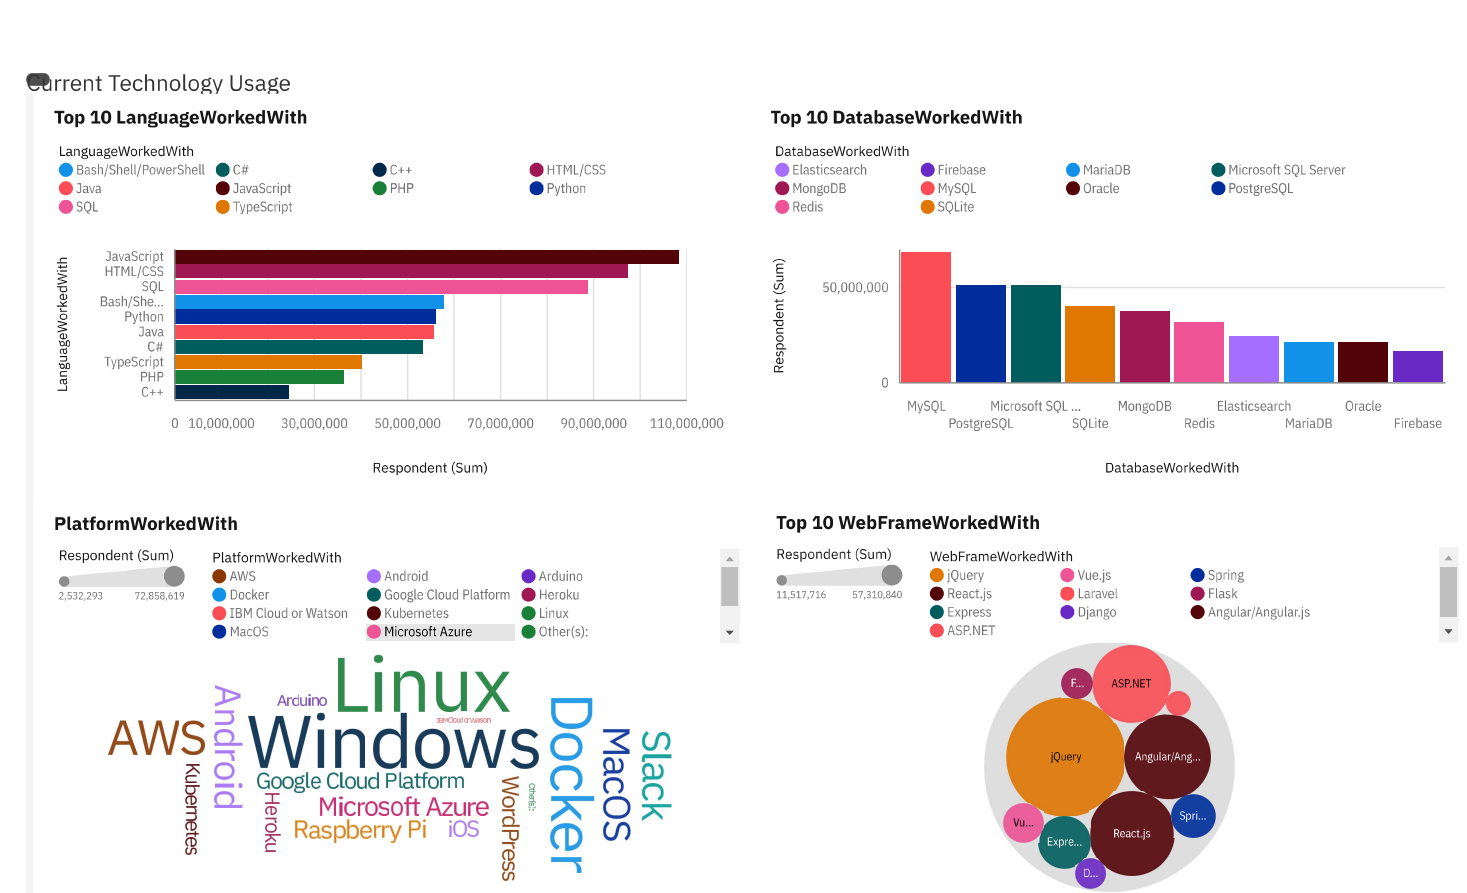 Current Technology Usage
Top 10 LanguageWorkedWith
LanguageWorkedWith
Bash/Shell/PowerShell C# C++ HTML/CSS
Java JavaScript PHP Python
SQL TypeScript
LanguageWorkedWith
JavaScript
HTML/CSS
SQL
Bash/She...
Python
Java
C#
TypeScript
PHP
C++
0 10,000,000 30,000,000 50,000,000 70,000,000 90,000,000 110,000,000
Respondent (Sum)
Top 10 DatabaseWorkedWith
DatabaseWorkedWith
Elasticsearch Firebase MariaDB Microsoft SQL Server
MongoDB MySQL Oracle PostgreSQL
Redis SQLite
Respondent (Sum)
50,000,000
0
MySQL Microsoft SQL ... MongoDB Elasticsearch Oracle
PostgreSQL SQLite Redis MariaDB Firebase
DatabaseWorkedWith
PlatformWorkedWith
Respondent (Sum)
2,532,293 72,858,619
PlatformWorkedWith
AWS Android Arduino
Docker Google Cloud Platform Heroku
IBM Cloud or Watson Kubernetes Linux
MacOS Microsoft Azure Other(s):
Linux
Arduino
Android
IBM Cloud or Watson
AWS
Windows
Docker
MacOS
Slack
Kubernetes
Google Cloud Platform
Heroku
Microsoft Azure
WordPress
Other(s):
Raspberry Pi
iOS
Top 10 WebFrameWorkedWith
Respondent (Sum)
11,517,716 57,310,840
WebFrameWorkedWith
jQuery Vue.js Spring
React.js Laravel Flask
Express Django Angular/Angular.js
ASP.NET
F...
ASP.NET
jQuery
Angular/Ang...
Vu...
Spri...
Expre...
React.js
D...